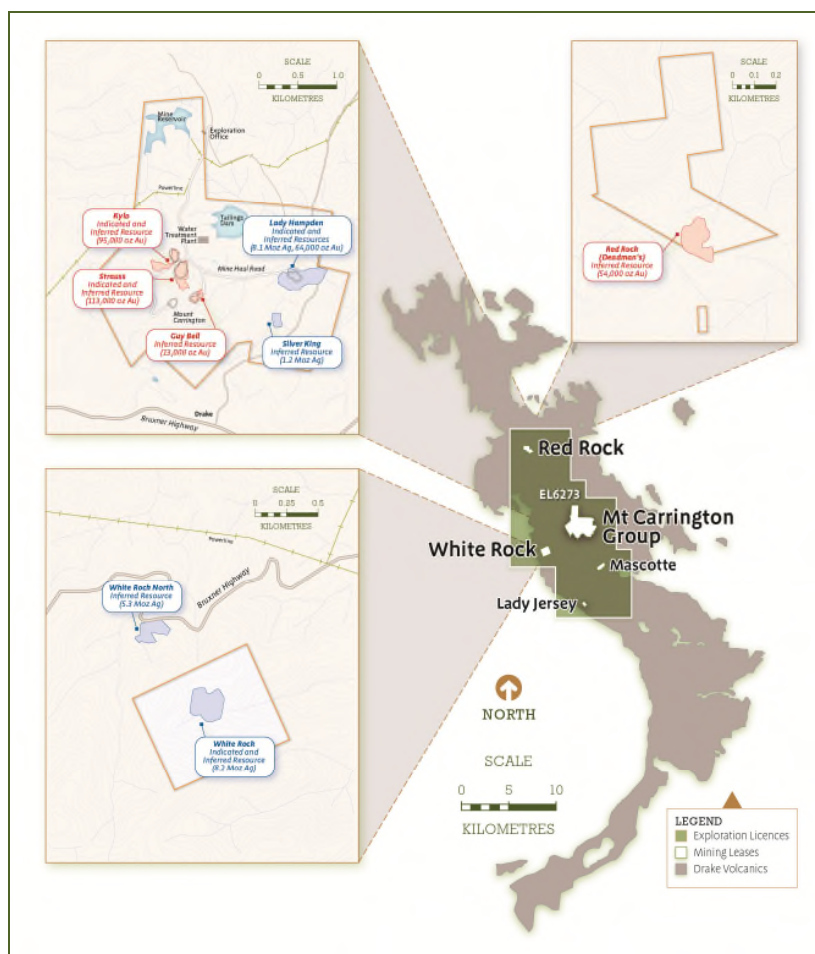 SCALE
0 0.5 1.0
KILOMETRES
Mine
Reservoir
Exploration
Office
Powerline
Kylo
Indicated and
Inferred Resource
(95,000 oz Au)
Water
Treatment
Plant
Tailings
Dam
Lady Hampden
Indicated and
Inferred Resources
(8.1 Moz Ag, 64,000 oz Au)
Mine Haul Road
Strauss
Indicated and
Inferred Resource
(113,000 oz Au)
Mount
Carrington
Guy Bell
Inferred Resource
(13,000 oz Au)
Silver King
Inferred Resource
(1.2 Moz Ag)
Drake
Bruxner Highway
SCALE
0 0.1 0.2
KILOMETRES
Red Rock
(Deadman's)
Inferred Resource
(54,000 oz Au)
SCALE
0 0.25 0.5
KILOMETRES
Powerline
White Rock North
Inferred Resource
(5.3 Moz Ag)
Bruxner Highway
White Rock
Indicated and
Inferred Resource
(8.2 Moz Ag)
Red Rock
EL6273
Mt Carrington
Group
White Rock
Mascotte
Lady Jersey
NORTH
SCALE
0 5 10
KILOMETRES
LEGEND
Exploration Licences
Mining Leases
Drake Volcanics